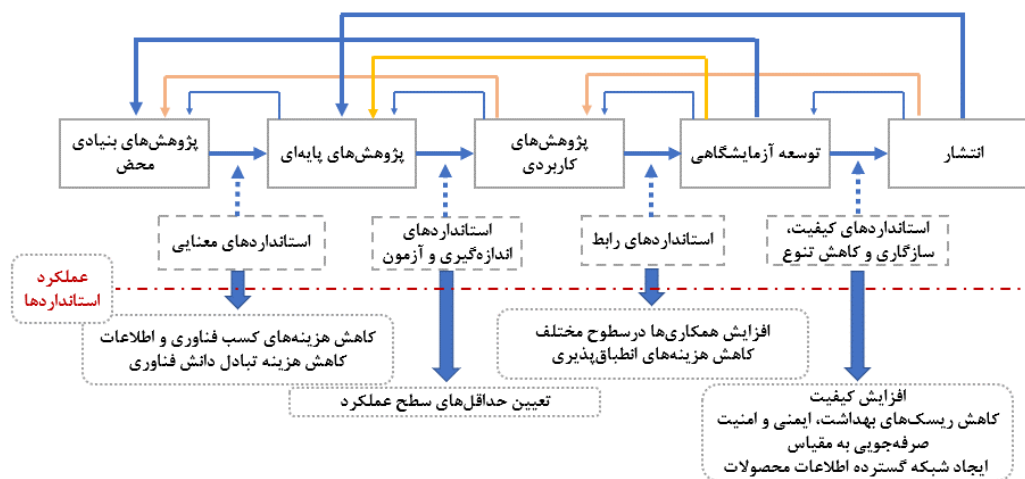 پژوهش‌های بنیادی
محض
پژوهش‌های پایه‌ای
پژوهش‌های
کاربردی
توسعه آزمایشگاهی
انتشار
استانداردهای معنایی
استانداردهای
اندازه‌گیری و آزمون
استانداردهای رابط
استانداردهای کیفیت،
سازگاری و کاهش تنوع
عملکرد
استانداردها
کاهش هزینه‌های کسب فناوری و اطلاعات
کاهش هزینه تبادل دانش فناوری
تعیین حداقل‌های سطح عملکرد
افزایش همکاری‌ها درسطوح مختلف
کاهش هزینه‌های انطباق‌پذیری
افزایش کیفیت
کاهش ریسک‌های بهداشت، ایمنی و امنیت
صرفه‌جویی به مقیاس
ایجاد شبکه گسترده اطلاعات محصولات